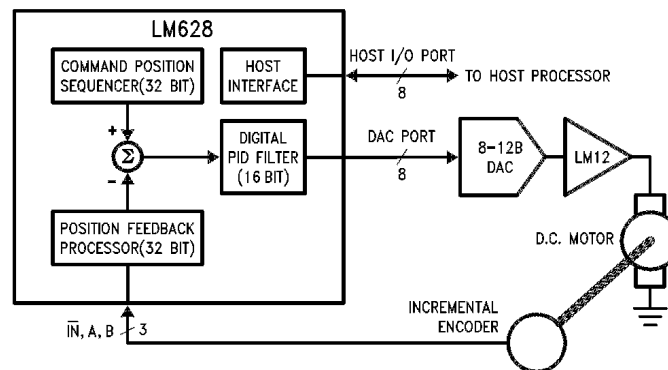 LM628
COMMAND POSITION
SEQUENCER(32 BIT)
HOST
INTERFACE
HOST I/O PORT
8
TO HOST PROCESSOR
+
Σ
−
DIGITAL
PID FILTER
(16 BIT)
DAC PORT
8
8-12B
DAC
LM12
POSITION FEEDBACK
PROCESSOR(32 BIT)
D.C. MOTOR
INCREMENTAL
ENCODER
I̅N̅, A, B
3